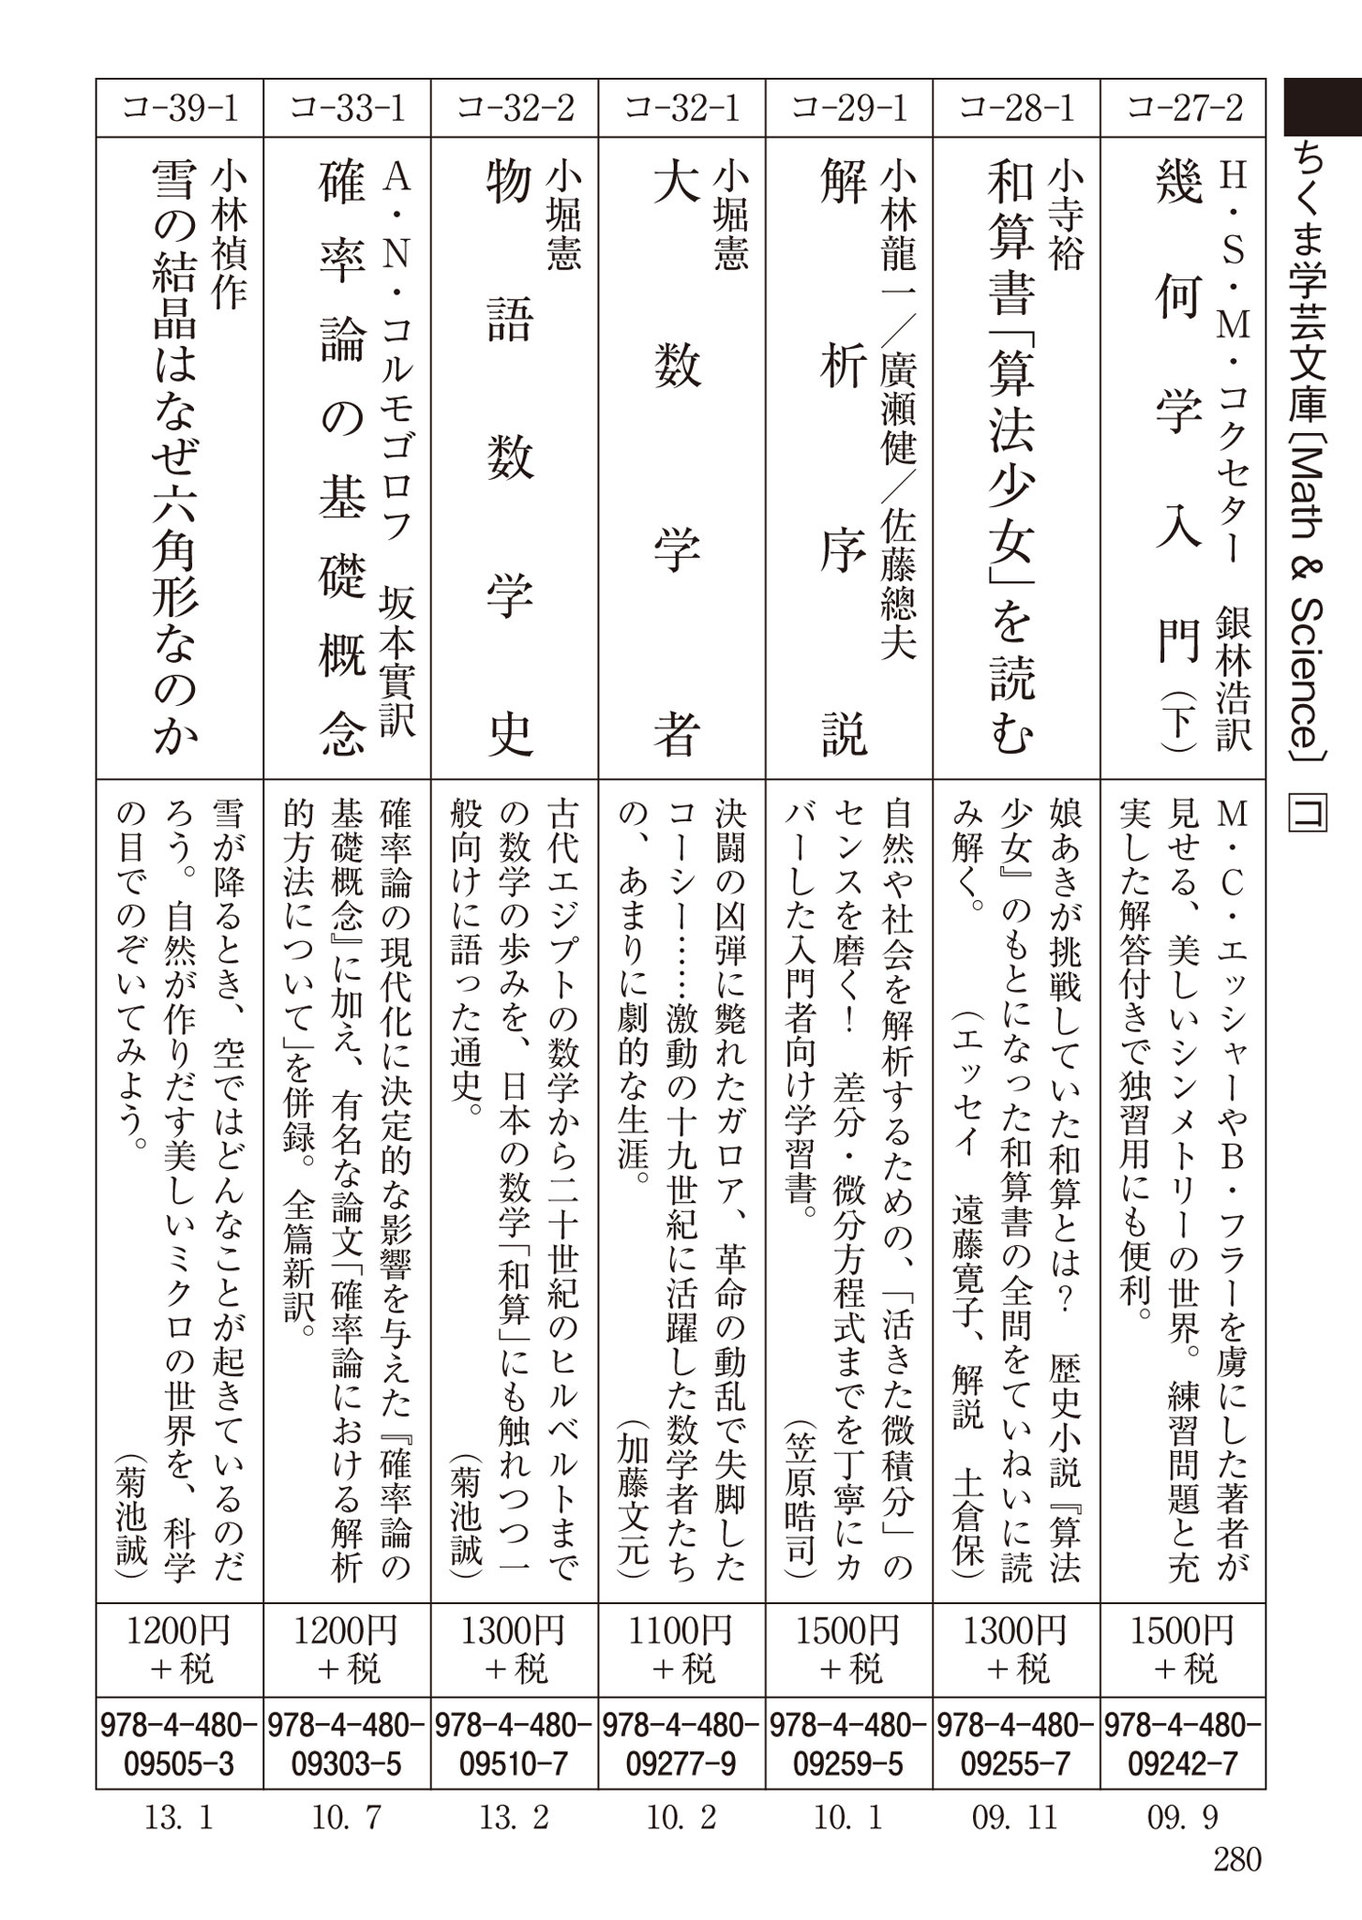 ちくま学芸文庫〔Math & Science〕 コ
コ-27-2
H・S・M・コクセター 銀林浩訳
幾何学入門（下）
M・C・エッシャーやB・フラーを虜にした著者が
見せる、美しいシンメトリーの世界。練習問題と充
実した解答付きで独習用にも便利。
1500円
＋税
978-4-480-
09242-7
09. 9
コ-28-1
小寺裕
和算書「算法少女」を読む
娘あきが挑戦していた和算とは？ 歴史小説『算法
少女』のもとになった和算書の全問をていねいに読
み解く。 （エッセイ 遠藤寛子、解説 土倉保）
1300円
＋税
978-4-480-
09255-7
09. 11
コ-29-1
小林龍一／廣瀬健／佐藤總夫
解析序説
自然や社会を解析するための、「活きた微積分」の
センスを磨く！ 差分・微分方程式までを丁寧にカ
バーした入門者向け学習書。 （笠原晧司）
1500円
＋税
978-4-480-
09259-5
10. 1
コ-32-1
小堀憲
大数学者
決闘の凶弾に斃れたガロア、革命の動乱で失脚した
コーシー……激動の十九世紀に活躍した数学者たち
の、あまりに劇的な生涯。 （加藤文元）
1100円
＋税
978-4-480-
09277-9
10. 2
コ-32-2
小堀憲
物語数学史
古代エジプトの数学から二十世紀のヒルベルトまで
の数学の歩みを、日本の数学「和算」にも触れつつ一
般向けに語った通史。 （菊池誠）
1300円
＋税
978-4-480-
09510-7
13. 2
コ-33-1
A・N・コルモゴロフ 坂本實訳
確率論の基礎概念
確率論の現代化に決定的な影響を与えた『確率論の
基礎概念』に加え、有名な論文「確率論における解析
的方法について」を併録。全篇新訳。
1200円
＋税
978-4-480-
09303-5
10. 7
コ-39-1
小林禎作
雪の結晶はなぜ六角形なのか
雪が降るとき、空ではどんなことが起きているのだ
ろう。自然が作りだす美しいミクロの世界を、科学
の目でのぞいてみよう。 （菊池誠）
1200円
＋税
978-4-480-
09505-3
13. 1
280